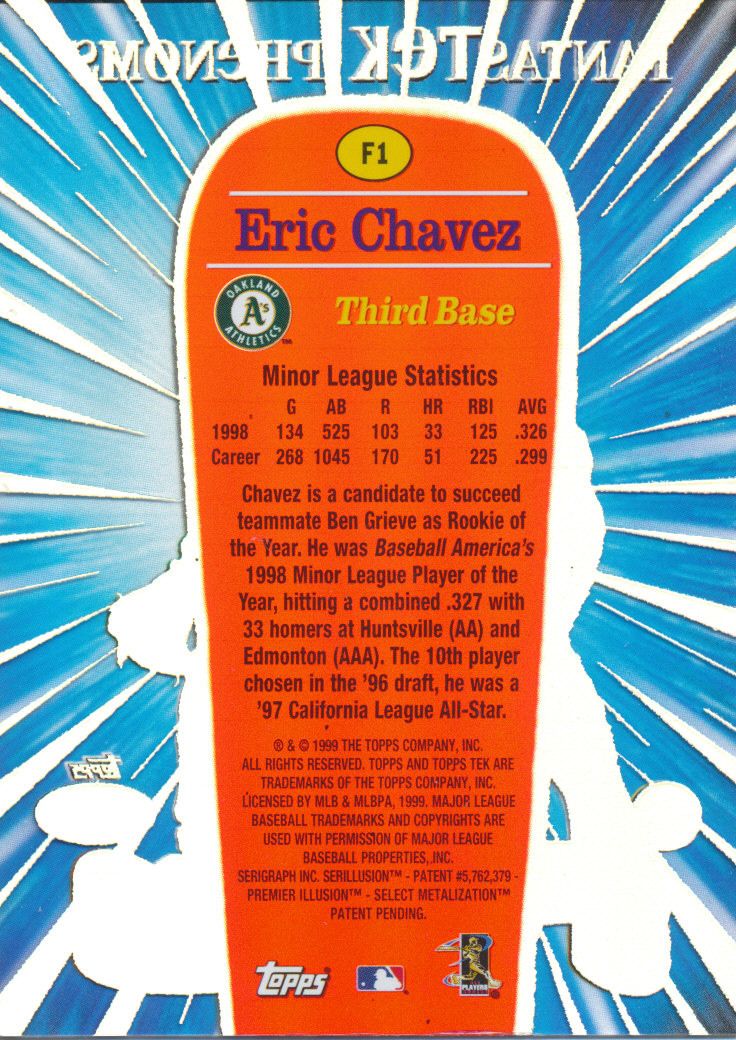 FANTASTEK PHENOMS
F1
Eric Chavez
OAKLAND
A's
ATHLETICS
TM
Third Base
Minor League Statistics
G AB R HR RBI AVG
1998 134 525 103 33 125 .326
Career 268 1045 170 51 225 .299
Chavez is a candidate to succeed
teammate Ben Grieve as Rookie of
the Year. He was Baseball America's
1998 Minor League Player of the
Year, hitting a combined .327 with
33 homers at Huntsville (AA) and
Edmonton (AAA). The 10th player
chosen in the '96 draft, he was a
'97 California League All-Star.
® & © 1999 THE TOPPS COMPANY, INC.
ALL RIGHTS RESERVED. TOPPS AND TOPPS TEK ARE
TRADEMARKS OF THE TOPPS COMPANY, INC.
LICENSED BY MLB & MLBPA, 1999. MAJOR LEAGUE
BASEBALL TRADEMARKS AND COPYRIGHTS ARE
USED WITH PERMISSION OF MAJOR LEAGUE
BASEBALL PROPERTIES, INC.
SERIGRAPH INC. SERILLUSION™ - PATENT #5,762,379 -
PREMIER ILLUSION™ - SELECT METALIZATION™
PATENT PENDING.
Topps
Topps
PLAYERS